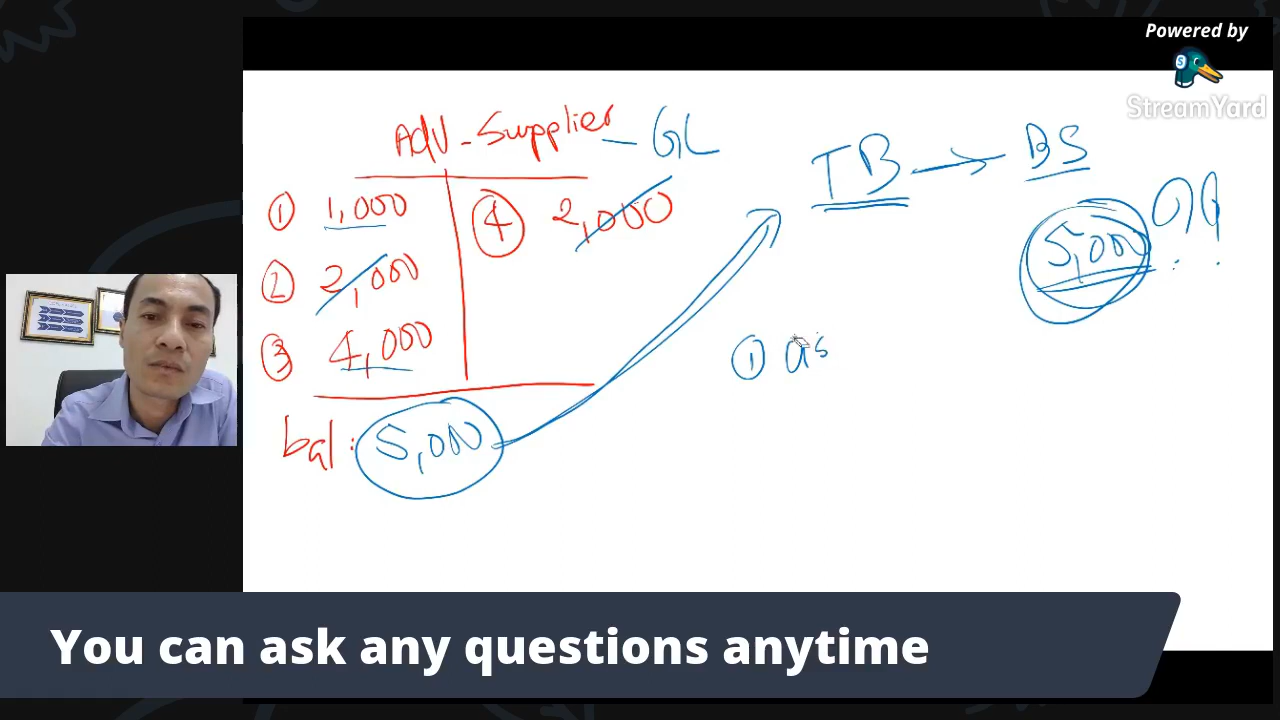 Powered by
StreamYard
Adv - Supplier - GL
① 1,000
④ 2,000
② 2,000
③ 4,000
bal: 5,000
TB → BS
5,000
① as
You can ask any questions anytime